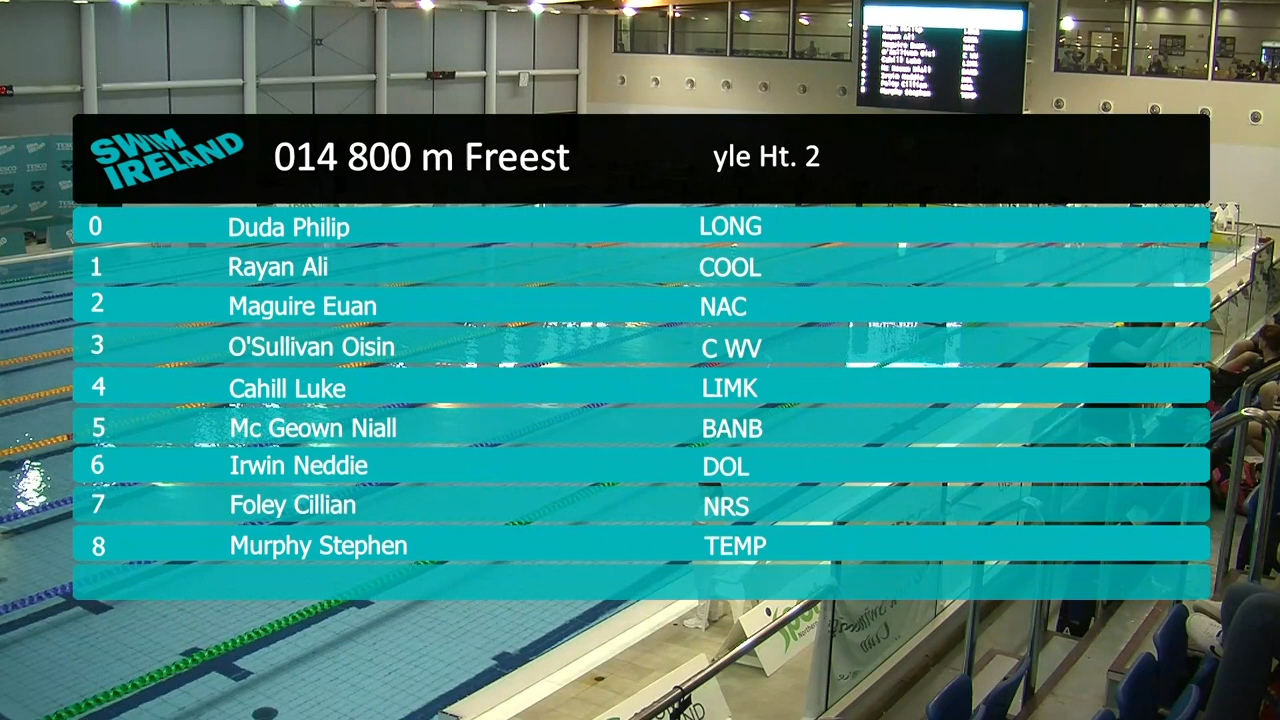 SWIM IRELAND
014 800 m Freest yle Ht. 2
0 Duda Philip LONG
1 Rayan Ali COOL
2 Maguire Euan NAC
3 O'Sullivan Oisin C WV
4 Cahill Luke LIMK
5 Mc Geown Niall BANB
6 Irwin Neddie DOL
7 Foley Cillian NRS
8 Murphy Stephen TEMP